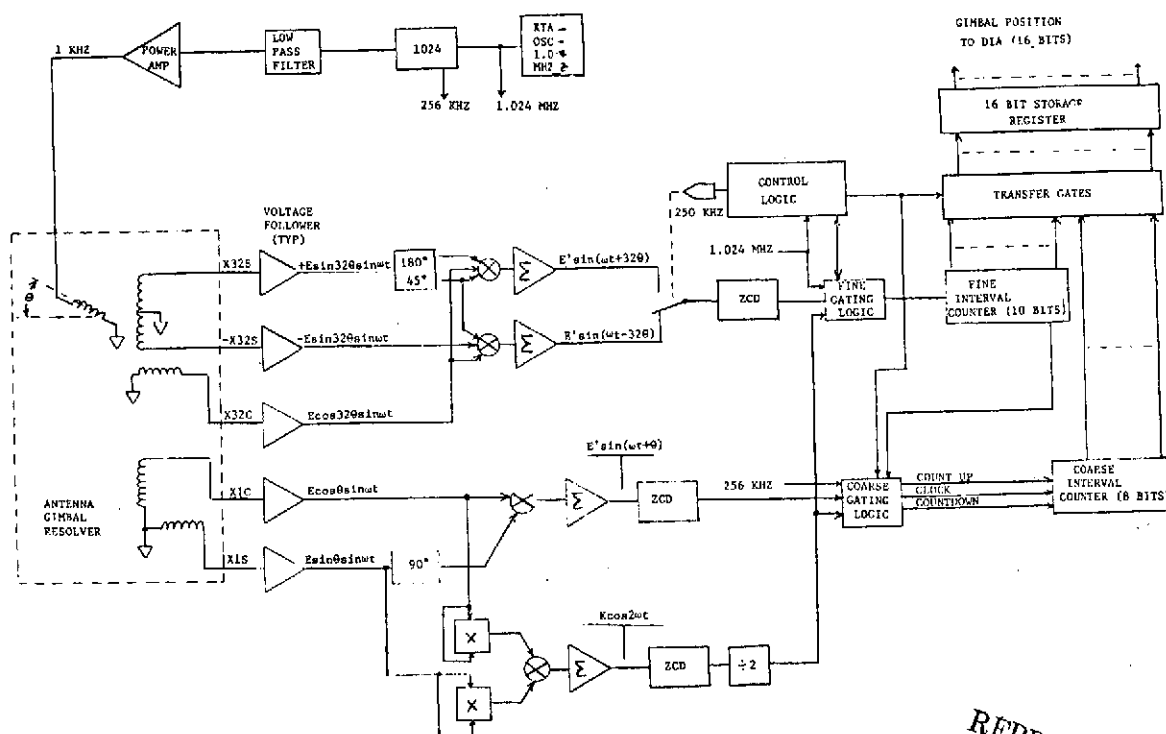 GIMBAL POSITION
TO DIA (16 BITS)
1 KHZ
POWER
AMP
LOW
PASS
FILTER
1024
RTA
OSC
1.0
MHZ
256 KHZ
1.024 MHZ
16 BIT STORAGE
REGISTER
CONTROL
LOGIC
TRANSFER GATES
250 KHZ
VOLTAGE
FOLLOWER
(TYP)
1.024 MHZ
θ
X32S
+Esin32θsinωt
180°
45°
Σ
E'sin(ωt+32θ)
ZCD
FINE
GATING
LOGIC
FINE
INTERVAL
COUNTER (10 BITS)
-X32S
-Esin32θsinωt
Σ
E'sin(ωt-32θ)
X32C
Ecos32θsinωt
E'sin(ωt+θ)
X1C
Ecosθsinωt
Σ
ZCD
256 KHZ
COARSE
GATING
LOGIC
COUNT UP
CLOCK
COUNTDOWN
COARSE
INTERVAL
COUNTER (8 BITS)
ANTENNA
GIMBAL
RESOLVER
X1S
Esinθsinωt
90°
Kcos2ωt
X
Σ
ZCD
÷2
X